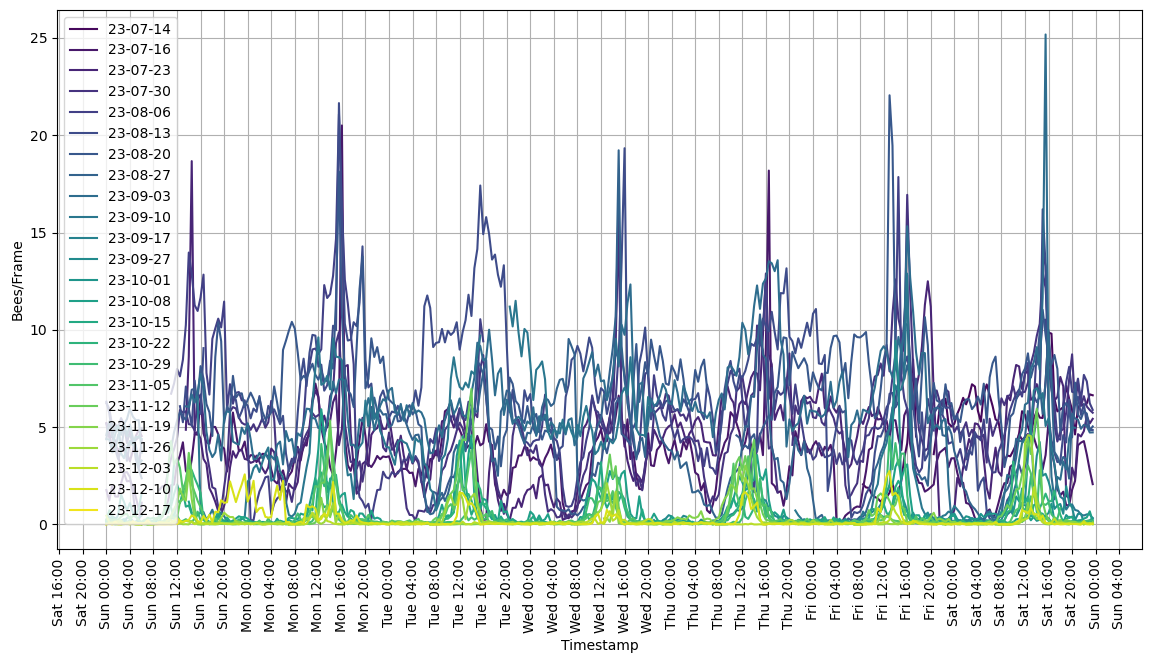 25
20
15
10
5
0
Bees/Frame
23-07-14
23-07-16
23-07-23
23-07-30
23-08-06
23-08-13
23-08-20
23-08-27
23-09-03
23-09-10
23-09-17
23-09-27
23-10-01
23-10-08
23-10-15
23-10-22
23-10-29
23-11-05
23-11-12
23-11-19
23-11-26
23-12-03
23-12-10
23-12-17
Sat 16:00
Sat 20:00
Sun 00:00
Sun 04:00
Sun 08:00
Sun 12:00
Sun 16:00
Sun 20:00
Mon 00:00
Mon 04:00
Mon 08:00
Mon 12:00
Mon 16:00
Mon 20:00
Tue 00:00
Tue 04:00
Tue 08:00
Tue 12:00
Tue 16:00
Tue 20:00
Wed 00:00
Wed 04:00
Wed 08:00
Wed 12:00
Wed 16:00
Wed 20:00
Thu 00:00
Thu 04:00
Thu 08:00
Thu 12:00
Thu 16:00
Thu 20:00
Fri 00:00
Fri 04:00
Fri 08:00
Fri 12:00
Fri 16:00
Fri 20:00
Sat 00:00
Sat 04:00
Sat 08:00
Sat 12:00
Sat 16:00
Sat 20:00
Sun 00:00
Sun 04:00
Timestamp